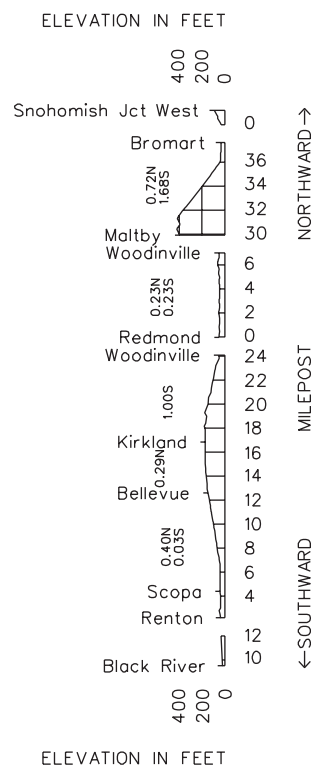 ELEVATION IN FEET
400 200 0
Snohomish Jct West
0
Bromart
36
34
0.72N
1.68S
32
30
Maltby
Woodinville
6
4
0.23N
0.23S
2
0
Redmond
Woodinville
24
22
20
1.00S
18
Kirkland
16
0.29N
14
Bellevue
12
10
8
0.40N
0.03S
6
Scopa
4
Renton
12
10
Black River
400 200 0
ELEVATION IN FEET
NORTHWARD→
MILEPOST
←SOUTHWARD